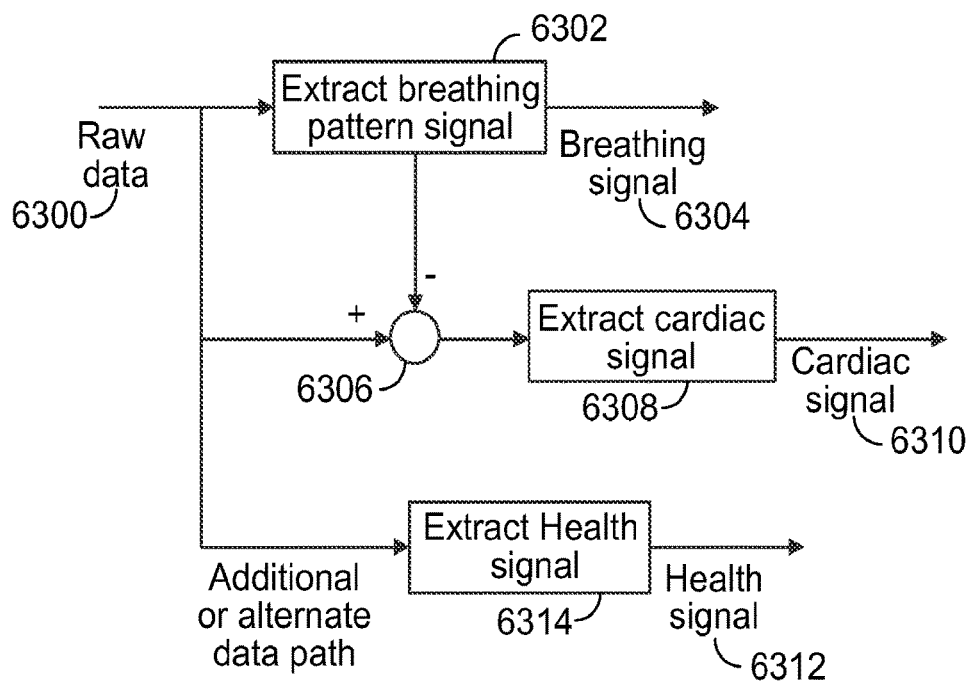 6302
Extract breathing
pattern signal
Raw
data
6300
Breathing
signal
6304
-
+
6306
Extract cardiac
signal
6308
Cardiac
signal
6310
Extract Health
signal
6314
Additional
or alternate
data path
Health
signal
6312